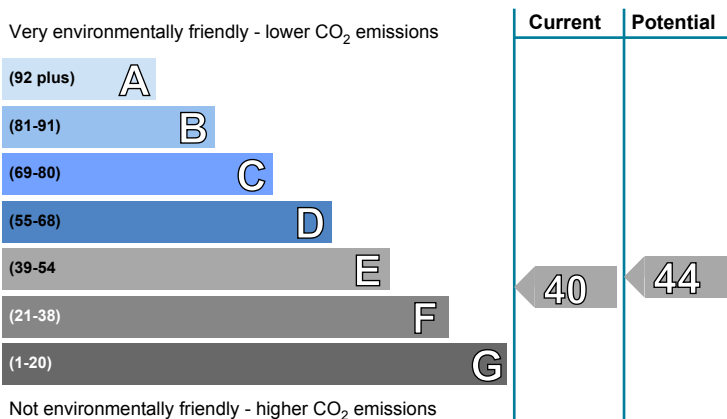 Very environmentally friendly - lower CO₂ emissions
Current
Potential
(92 plus) A
(81-91) B
(69-80) C
(55-68) D
(39-54 E
(21-38) F
(1-20) G
40
44
Not environmentally friendly - higher CO₂ emissions